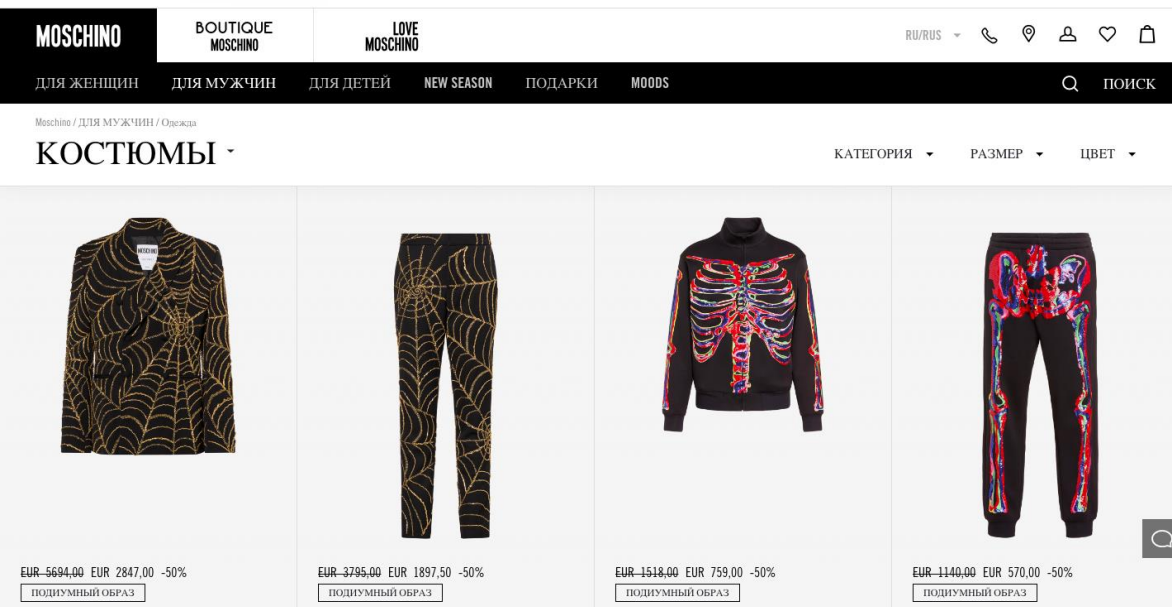 MOSCHINO BOUTIQUE MOSCHINO LOVE MOSCHINO RU/RUS
ДЛЯ ЖЕНЩИН ДЛЯ МУЖЧИН ДЛЯ ДЕТЕЙ NEW SEASON ПОДАРКИ MOODS ПОИСК
Moschino / ДЛЯ МУЖЧИН / Одежда
КОСТЮМЫ КАТЕГОРИЯ РАЗМЕР ЦВЕТ
MOSCHINO
EUR 5694,00 EUR 2847,00 -50% EUR 3795,00 EUR 1897,50 -50% EUR 1518,00 EUR 759,00 -50% EUR 1140,00 EUR 570,00 -50%
ПОДИУМНЫЙ ОБРАЗ ПОДИУМНЫЙ ОБРАЗ ПОДИУМНЫЙ ОБРАЗ ПОДИУМНЫЙ ОБРАЗ